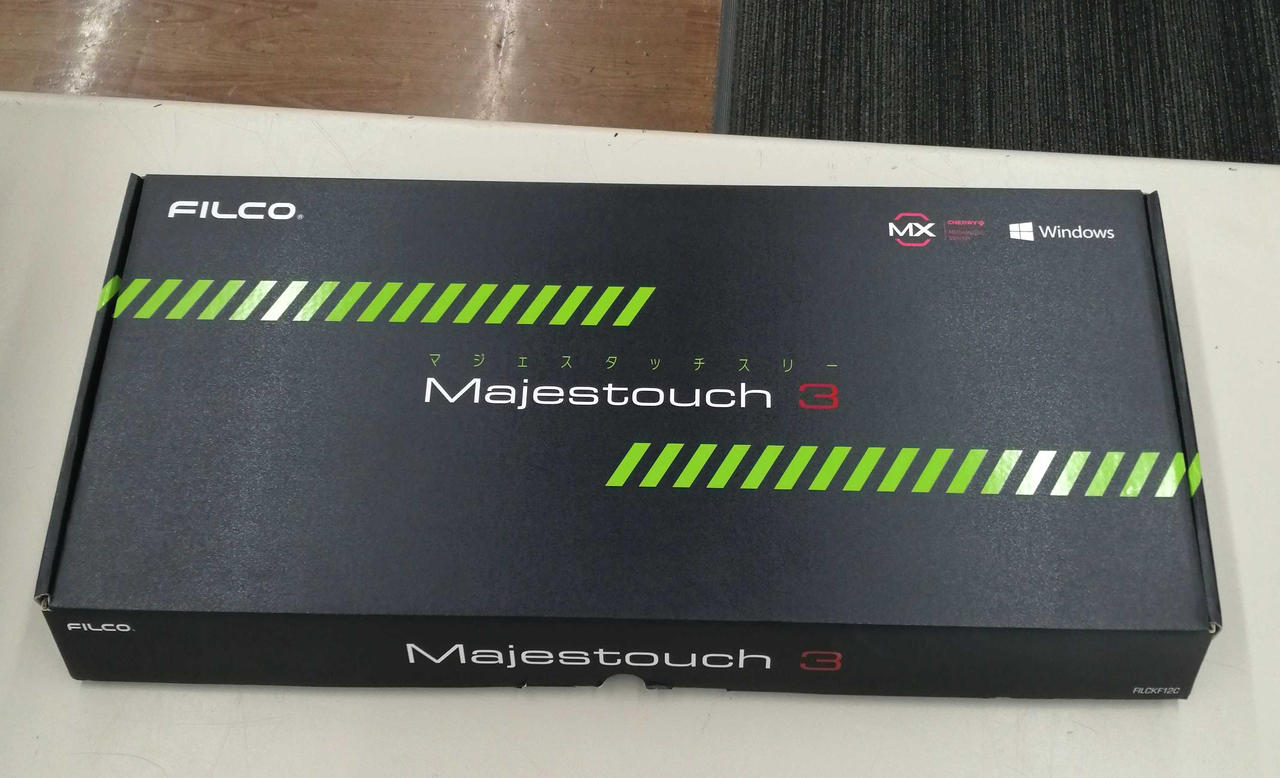 FILCO®
MX
CHERRY
Windows
マジェスタッチスリー
Majestouch 3
FILCO
Majestouch 3
FILCKF12C